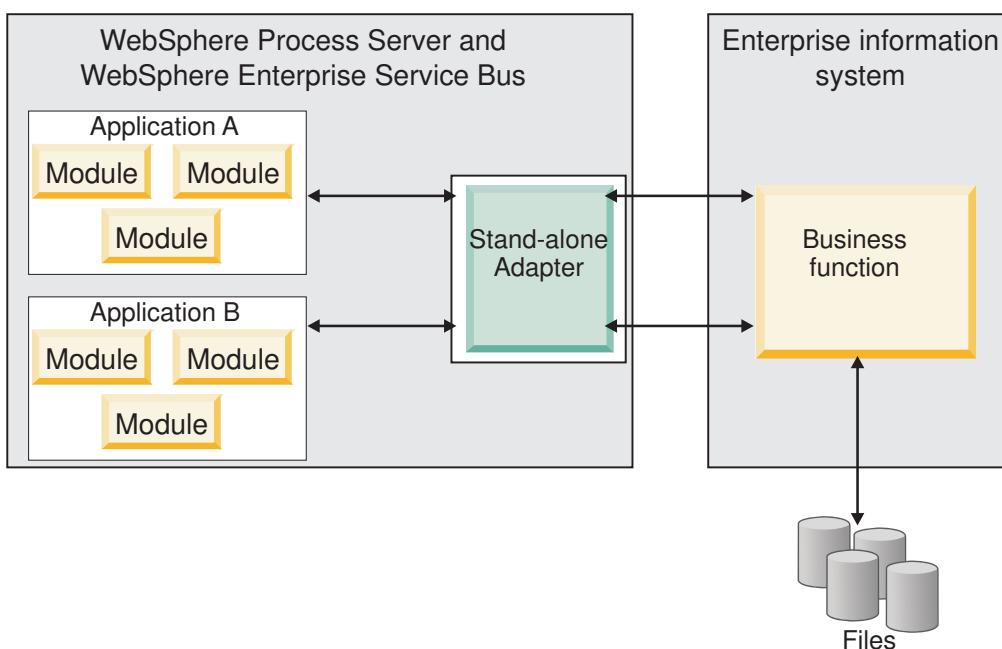 WebSphere Process Server and
WebSphere Enterprise Service Bus
Application A
Module
Module
Module
Application B
Module
Module
Module
Stand-alone
Adapter
Enterprise information
system
Business
function
Files